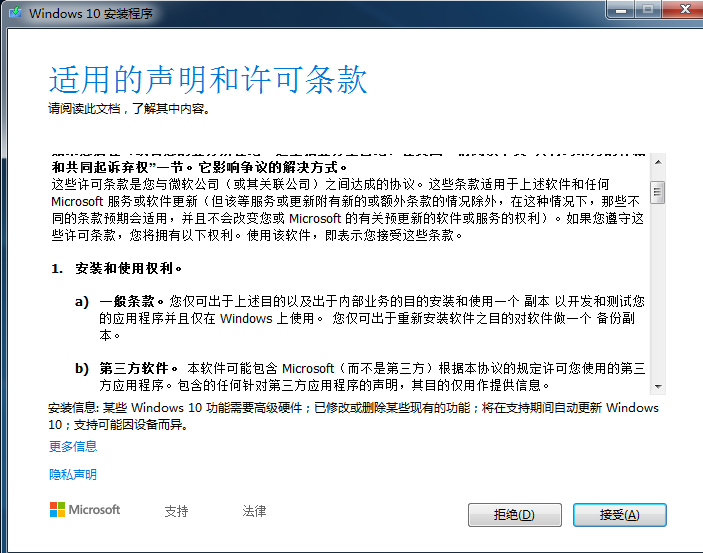 Windows 10 安装程序
适用的声明和许可条款
请阅读此文档，了解其中内容。
和共同起诉弃权”一节。它影响争议的解决方式。
这些许可条款是您与微软公司（或其关联公司）之间达成的协议。这些条款适用于上述软件和任何
Microsoft 服务或软件更新（但该等服务或更新附有新的或额外条款的情况除外，在这种情况下，那些不
同的条款预期会适用，并且不会改变您或 Microsoft 的有关预更新的软件或服务的权利）。如果您遵守这
些许可条款，您将拥有以下权利。使用该软件，即表示您接受这些条款。
1. 安装和使用权利。
a) 一般条款。您仅可出于上述目的以及出于内部业务的目的安装和使用一个 副本 以开发和测试您
的应用程序并且仅在 Windows 上使用。 您仅可出于重新安装软件之目的对软件做一个 备份副
本。
b) 第三方软件。 本软件可能包含 Microsoft（而不是第三方）根据本协议的规定许可您使用的第三
方应用程序。包含的任何针对第三方应用程序的声明，其目的仅用作提供信息。
安装信息: 某些 Windows 10 功能需要高级硬件；已修改或删除某些现有的功能；将在支持期间自动更新 Windows
10；支持可能因设备而异。
更多信息
隐私声明
Microsoft 支持 法律 拒绝(D) 接受(A)